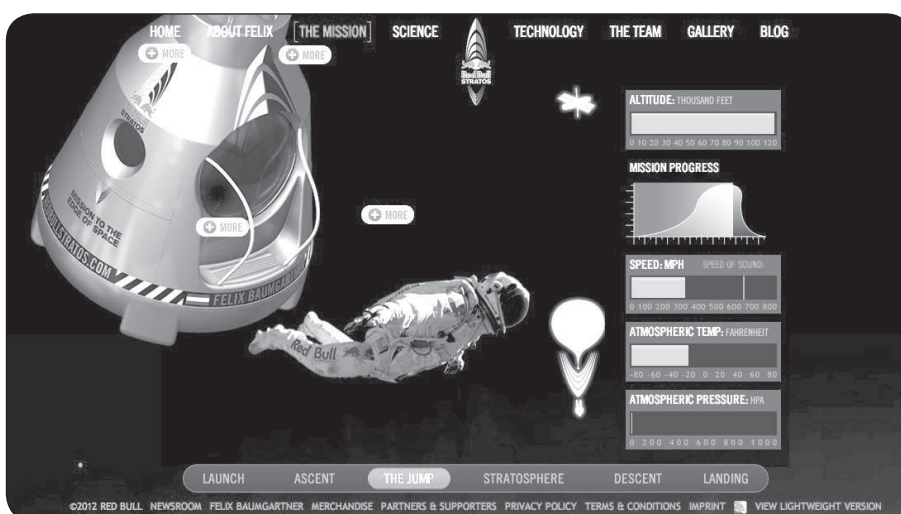 HOME ABOUT FELIX [THE MISSION] SCIENCE TECHNOLOGY THE TEAM GALLERY BLOG
MORE MORE
Red Bull
STRATOS
ALTITUDE: THOUSAND FEET
0 10 20 30 40 50 60 70 80 90 100 120
STRATOS
MISSION PROGRESS
MISSION TO THE
EDGE OF SPACE
MORE
MORE
REDBULLSTRATOS.COM
FELIX BAUMGARTNER
SPEED: MPH SPEED OF SOUND:
0 100 200 300 400 500 600 700 800
ATMOSPHERIC TEMP: FAHRENHEIT
-80 -60 -40 -20 0 20 40 60 80
Red Bull
ATMOSPHERIC PRESSURE: HPA
0 200 400 600 800 1000
LAUNCH ASCENT THE JUMP STRATOSPHERE DESCENT LANDING
©2012 RED BULL NEWSROOM FELIX BAUMGARTNER MERCHANDISE PARTNERS & SUPPORTERS PRIVACY POLICY TERMS & CONDITIONS IMPRINT VIEW LIGHTWEIGHT VERSION